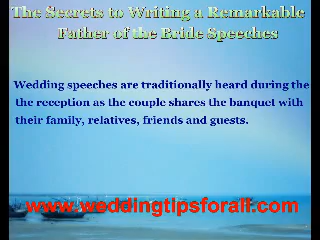 The Secrets to Writing a Remarkable
Father of the Bride Speeches
Wedding speeches are traditionally heard during the
the reception as the couple shares the banquet with
their family, relatives, friends and guests.
www.weddingtipsforall.com